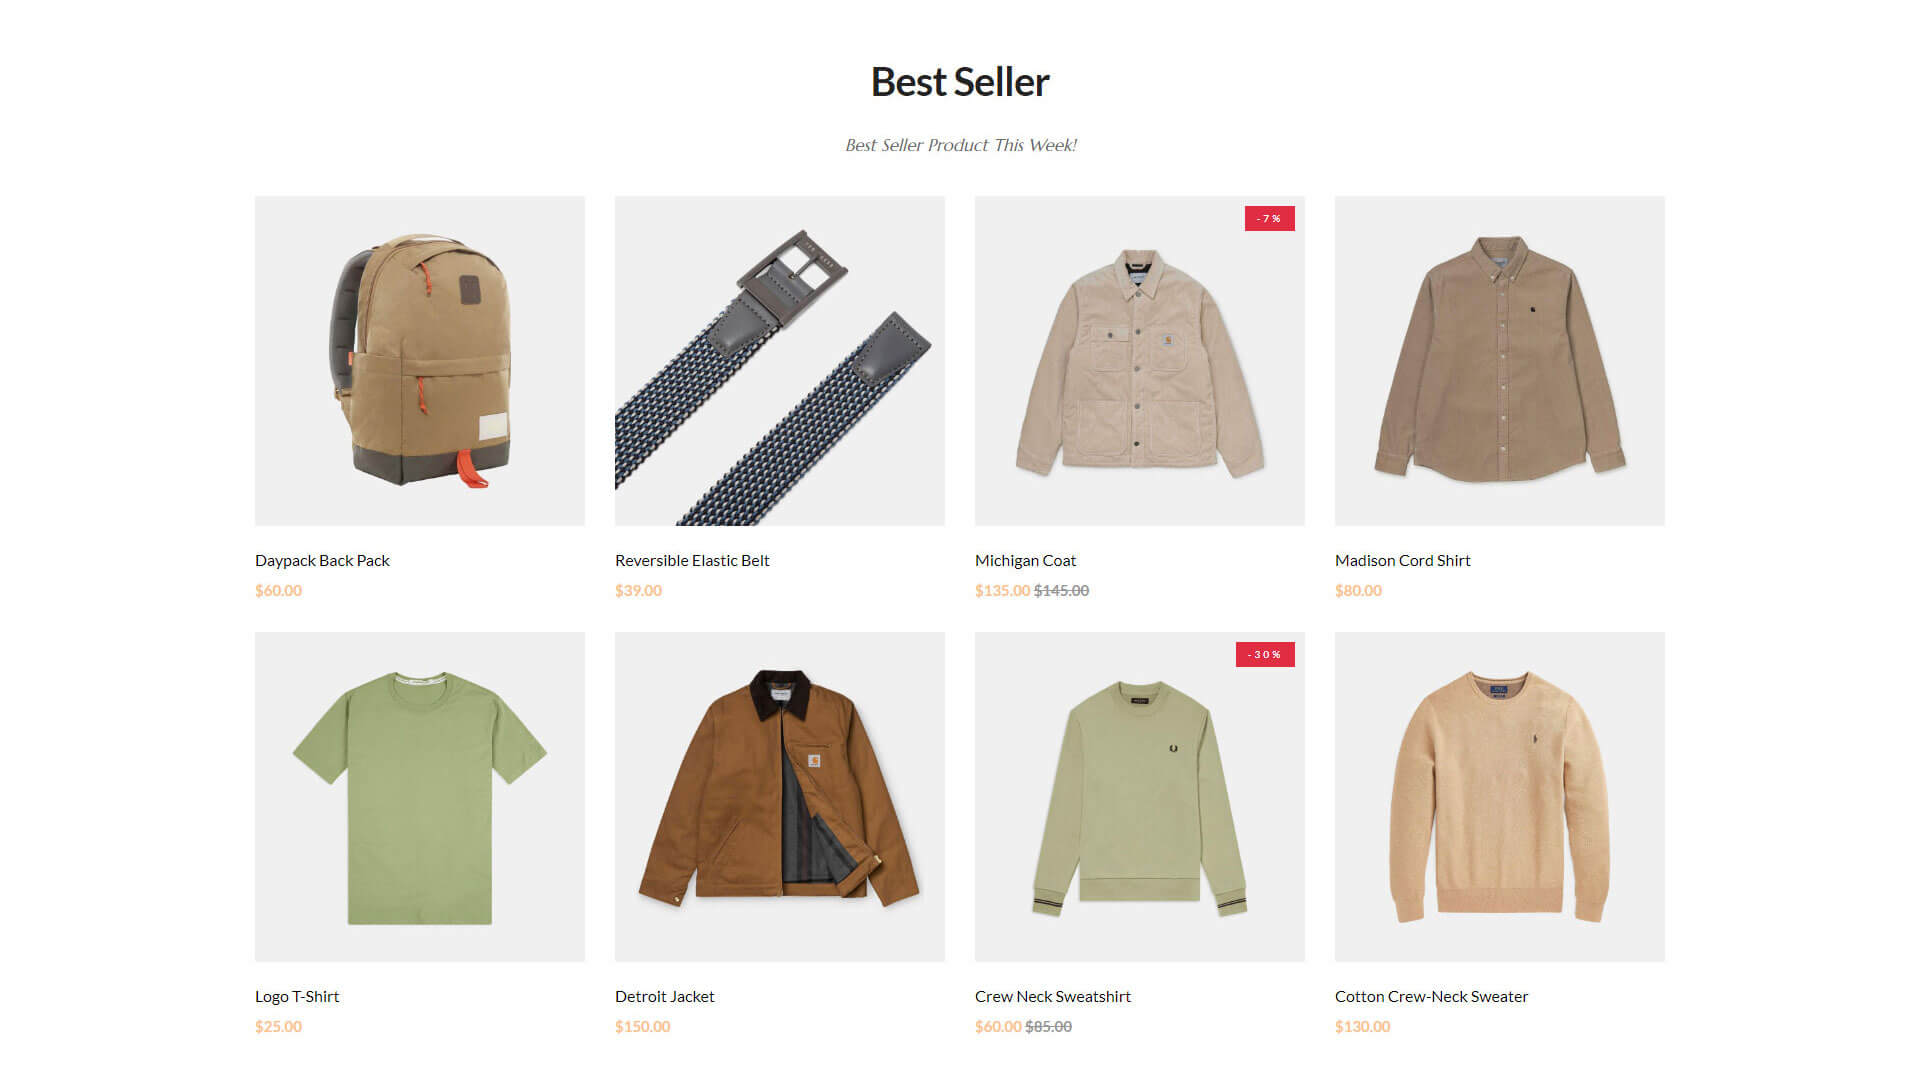 Best Seller
Best Seller Product This Week!
-7%
Daypack Back Pack
$60.00
Reversible Elastic Belt
$39.00
Michigan Coat
$135.00 $145.00
Madison Cord Shirt
$80.00
-30%
Logo T-Shirt
$25.00
Detroit Jacket
$150.00
Crew Neck Sweatshirt
$60.00 $85.00
Cotton Crew-Neck Sweater
$130.00